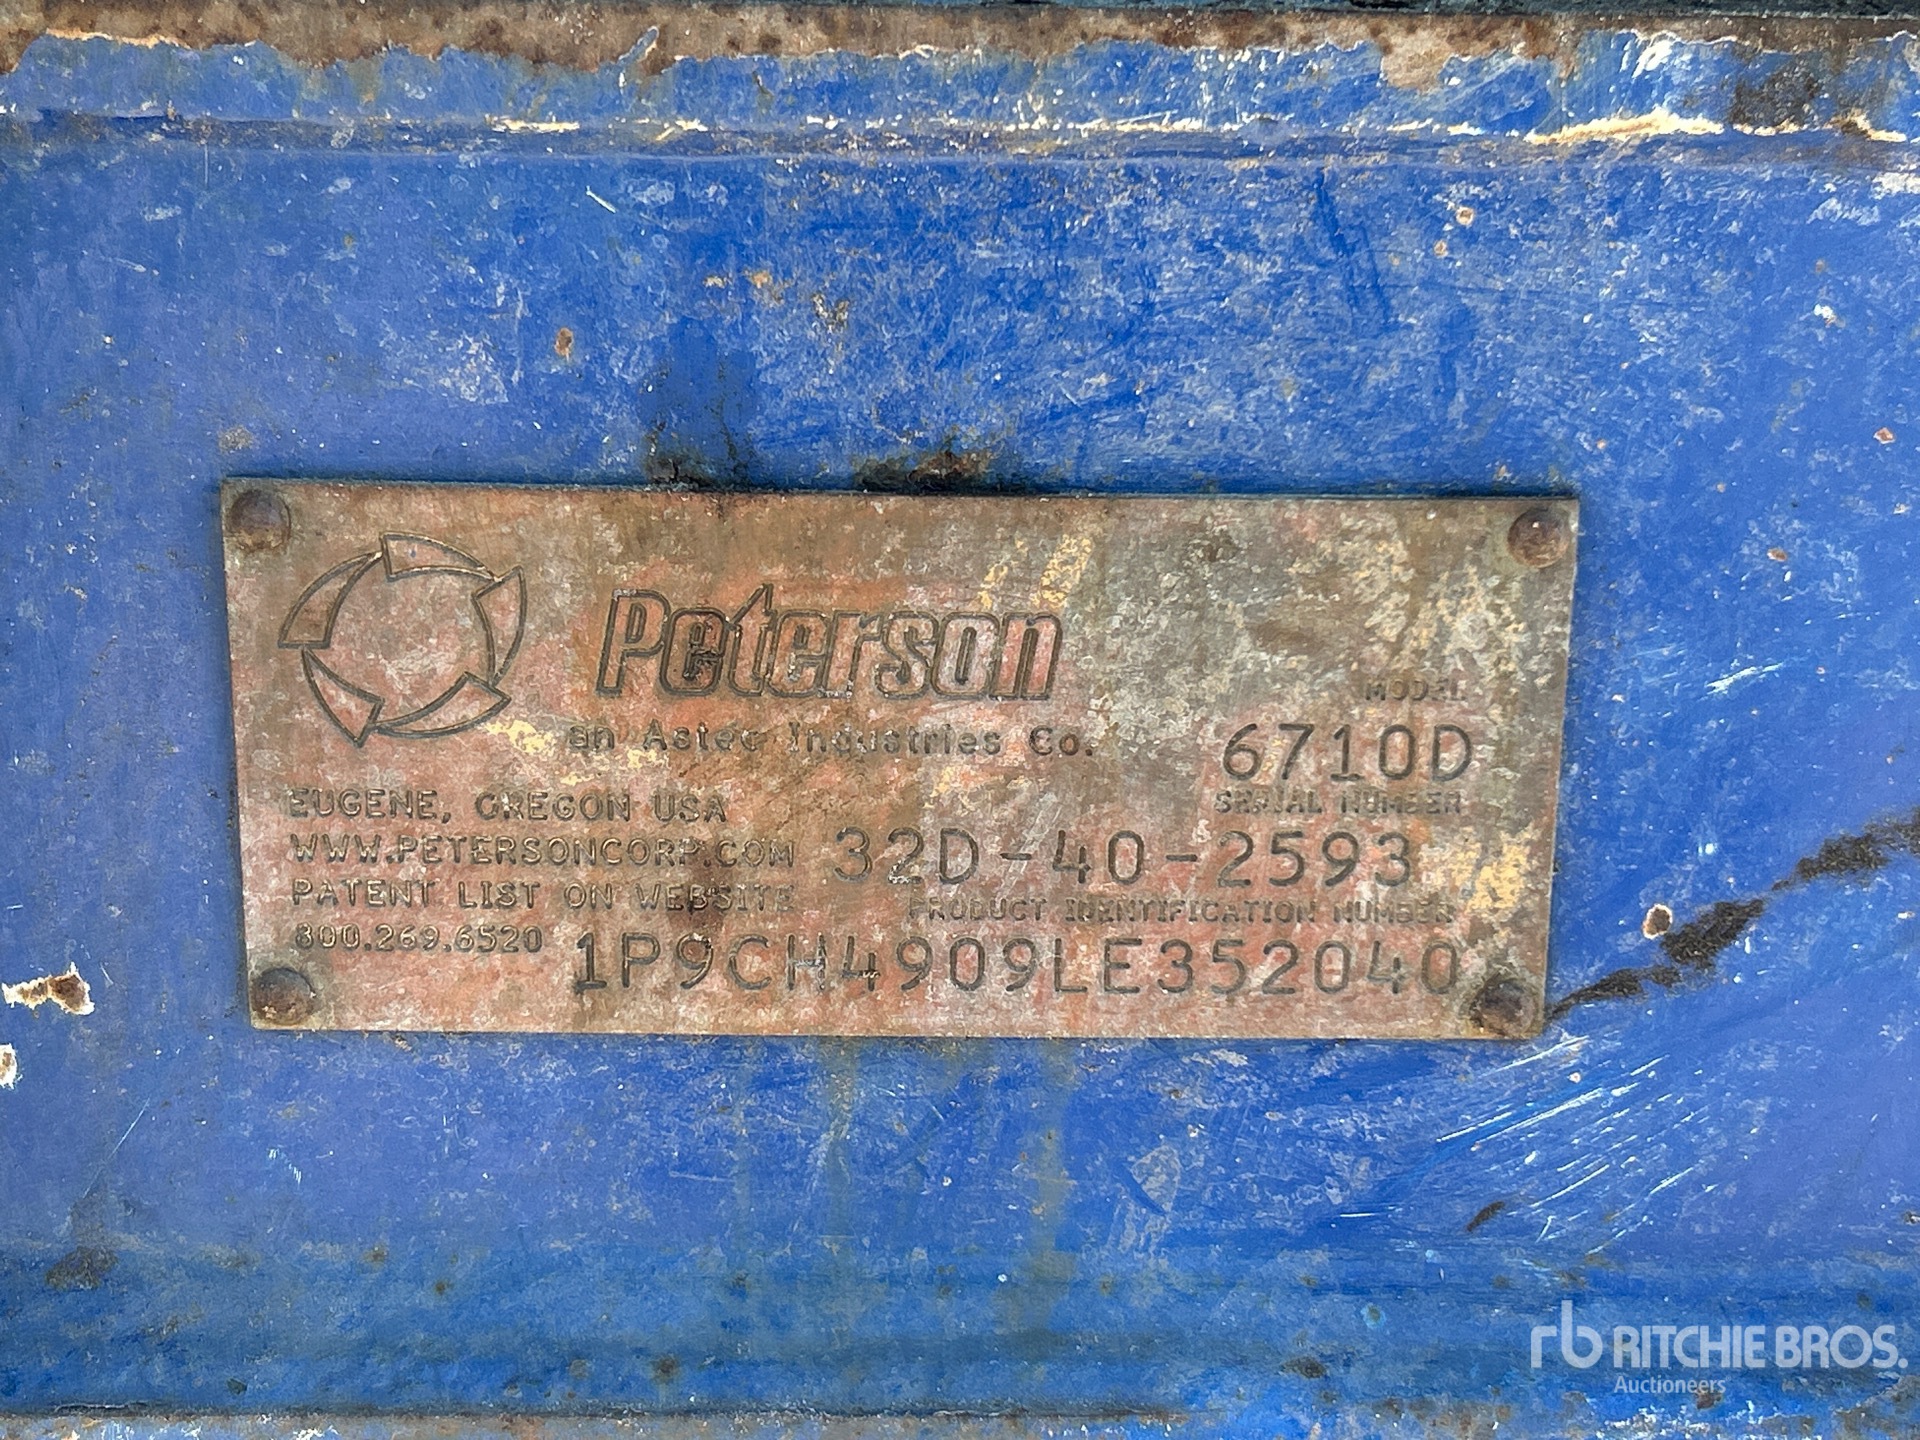 Peterson
an Astec Industries Co.
MODEL
6710D
EUGENE, OREGON USA
SERIAL NUMBER
WWW.PETERSONCORP.COM
32D-40-2593
PATENT LIST ON WEBSITE
PRODUCT IDENTIFICATION NUMBER
800.269.6520
1P9CH4909LE352040
rb RITCHIE BROS.
Auctioneers